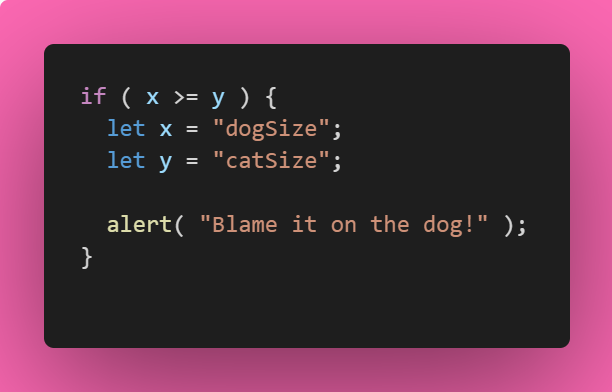 if ( x >= y ) {
  let x = "dogSize";
  let y = "catSize";

  alert( "Blame it on the dog!" );
}